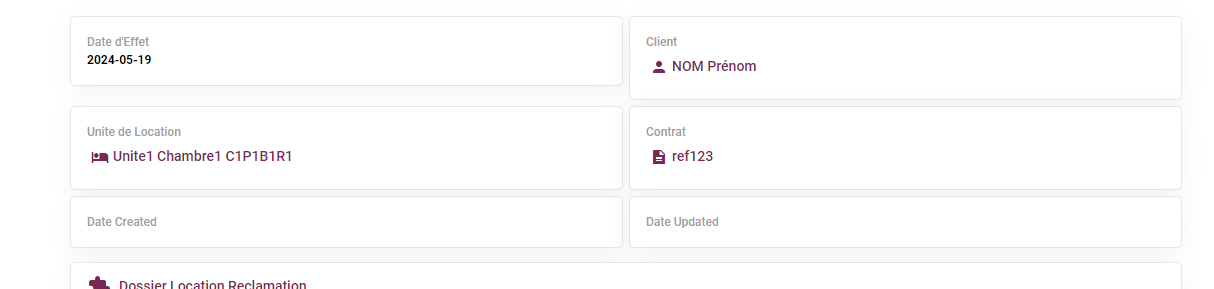 Date d'Effet
2024-05-19
Client
NOM Prénom
Unite de Location
Unite1 Chambre1 C1P1B1R1
Contrat
ref123
Date Created
Date Updated
Dossier Location Reclamation